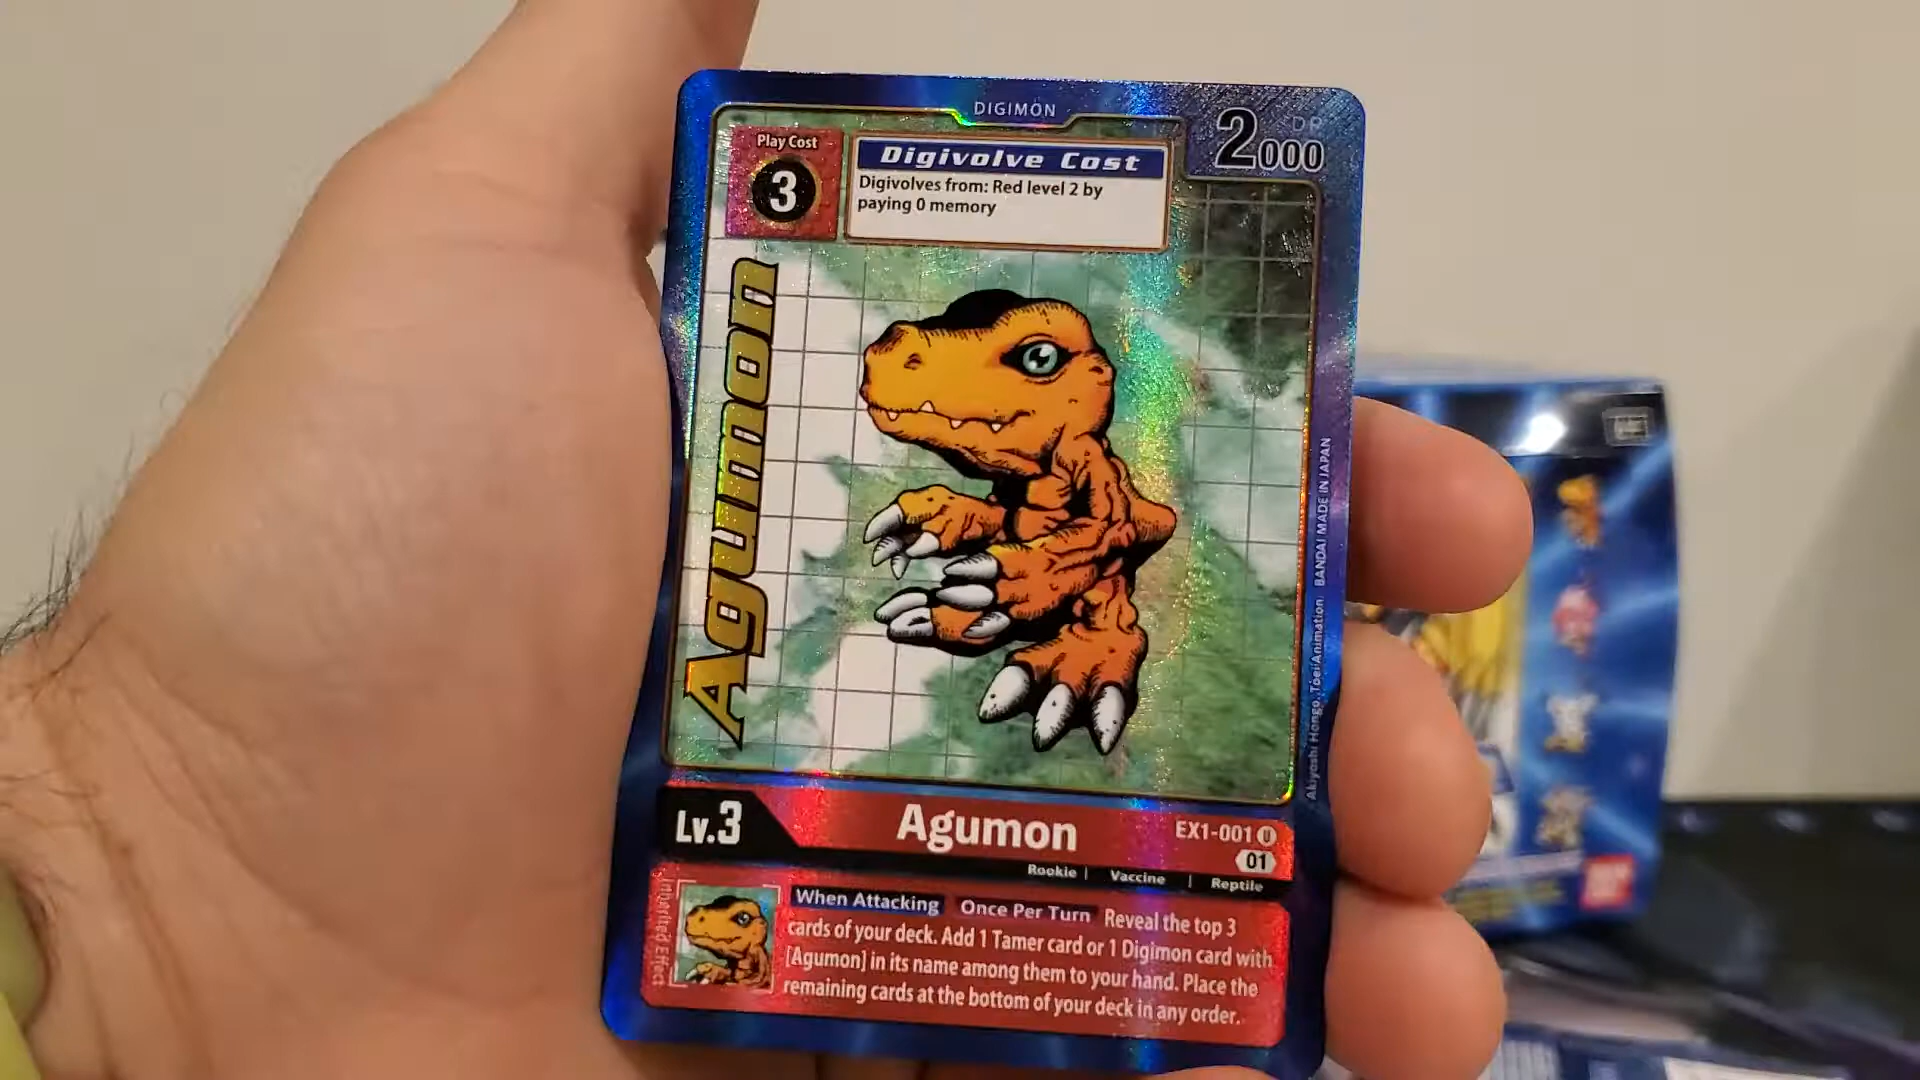 DIGIMON
2000
DP
Play Cost
3
Digivolve Cost
Digivolves from: Red level 2 by
paying 0 memory
Agumon
Akiyoshi Hongo, Toei Animation BANDAI MADE IN JAPAN
Lv.3
Agumon
EX1-001 U
01
Rookie | Vaccine | Reptile
Inherited Effect
When Attacking Once Per Turn Reveal the top 3
cards of your deck. Add 1 Tamer card or 1 Digimon card with
[Agumon] in its name among them to your hand. Place the
remaining cards at the bottom of your deck in any order.